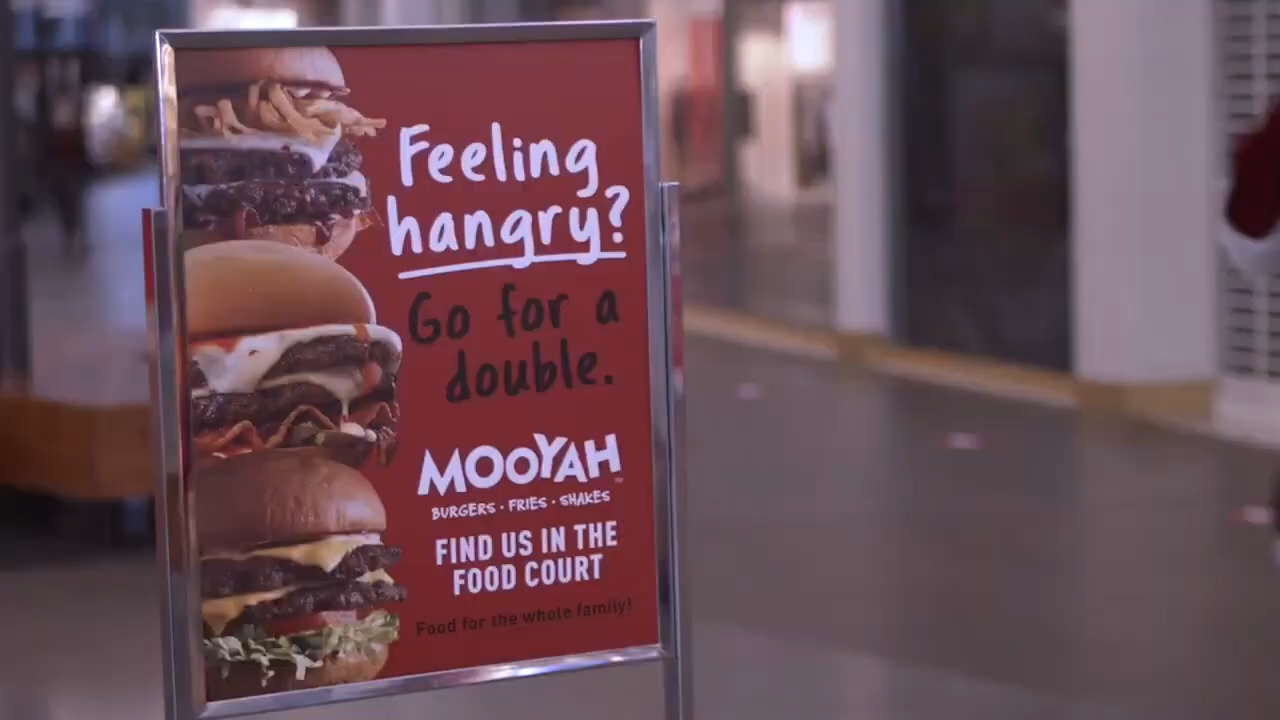 Feeling
hangry?
Go for a
double.
MOOYAH™
BURGERS · FRIES · SHAKES
FIND US IN THE
FOOD COURT
Food for the whole family!